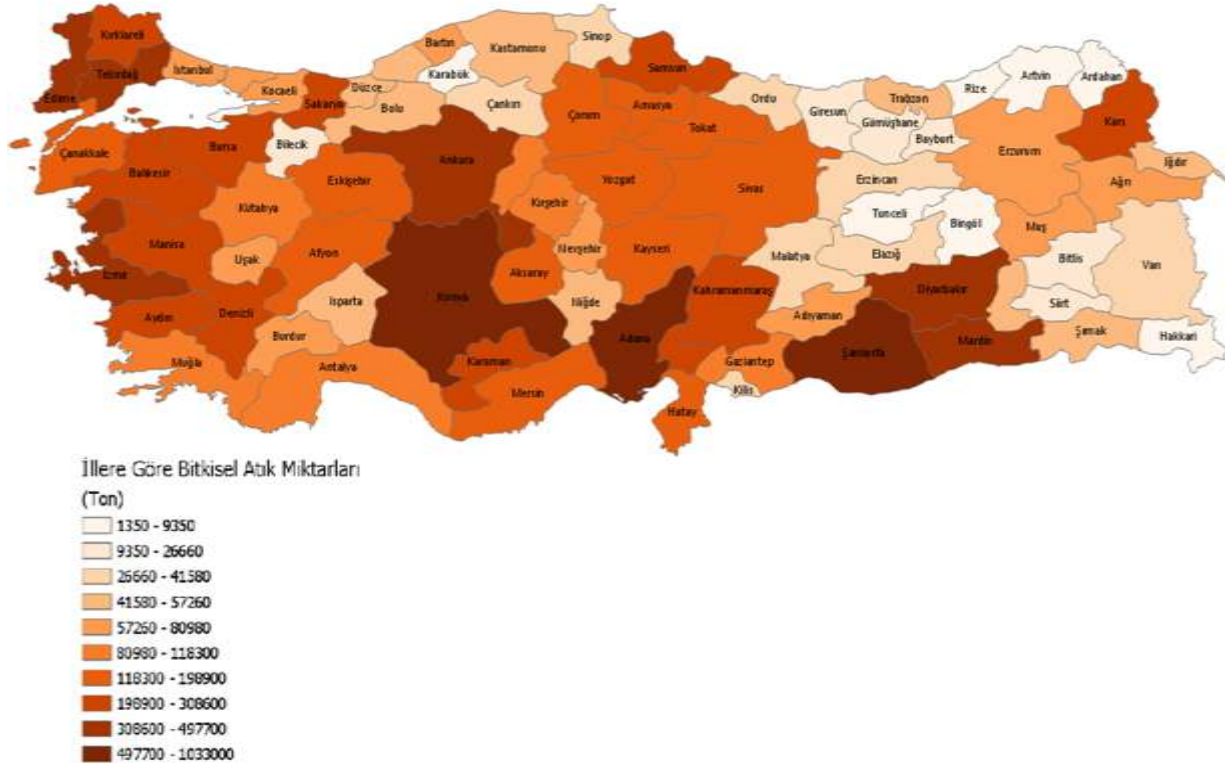 Kırklareli
Tekirdağ
Edirne
İstanbul
Kocaeli
Sakarya
Düzce
Bolu
Bartın
Karabük
Kastamonu
Sinop
Çankırı
Samsun
Çorum
Amasya
Tokat
Ordu
Giresun
Gümüşhane
Trabzon
Bayburt
Rize
Artvin
Ardahan
Kars
Iğdır
Erzurum
Ağrı
Çanakkale
Balıkesir
Bursa
Bilecik
Eskişehir
Ankara
Kütahya
Kırşehir
Yozgat
Sivas
Erzincan
Tunceli
Bingöl
Muş
Bitlis
Van
Manisa
Uşak
Afyon
İzmir
Konya
Aksaray
Nevşehir
Kayseri
Malatya
Elazığ
Diyarbakır
Siirt
Aydın
Denizli
Isparta
Burdur
Niğde
Adana
Kahramanmaraş
Adıyaman
Şanlıurfa
Mardin
Şırnak
Hakkari
Muğla
Antalya
Karaman
Mersin
Gaziantep
Kilis
Hatay
İllere Göre Bitkisel Atık Miktarları
(Ton)
1350 - 9350
9350 - 26660
26660 - 41580
41580 - 57260
57260 - 80980
80980 - 118300
118300 - 198900
198900 - 308600
308600 - 497700
497700 - 1033000